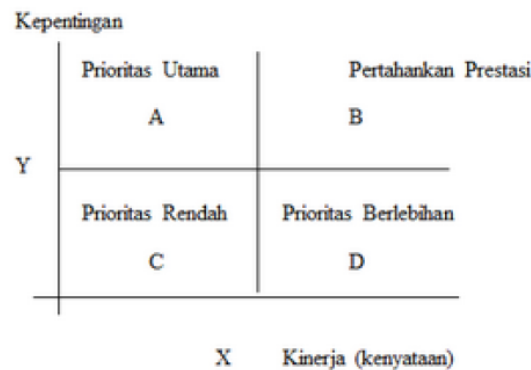 Kepentingan
Prioritas Utama
Pertahankan Prestasi
A
B
Y
Prioritas Rendah
Prioritas Berlebihan
C
D
X
Kinerja (kenyataan)